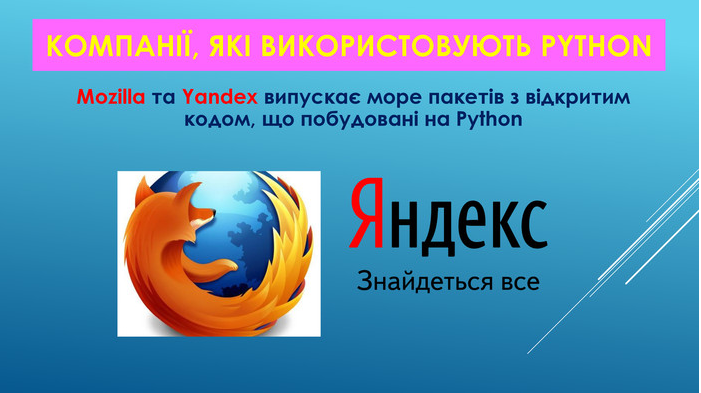 КОМПАНІЇ, ЯКІ ВИКОРИСТОВУЮТЬ PYTHON
Mozilla та Yandex випускає море пакетів з відкритим
кодом, що побудовані на Python
Яндекс
Знайдеться все